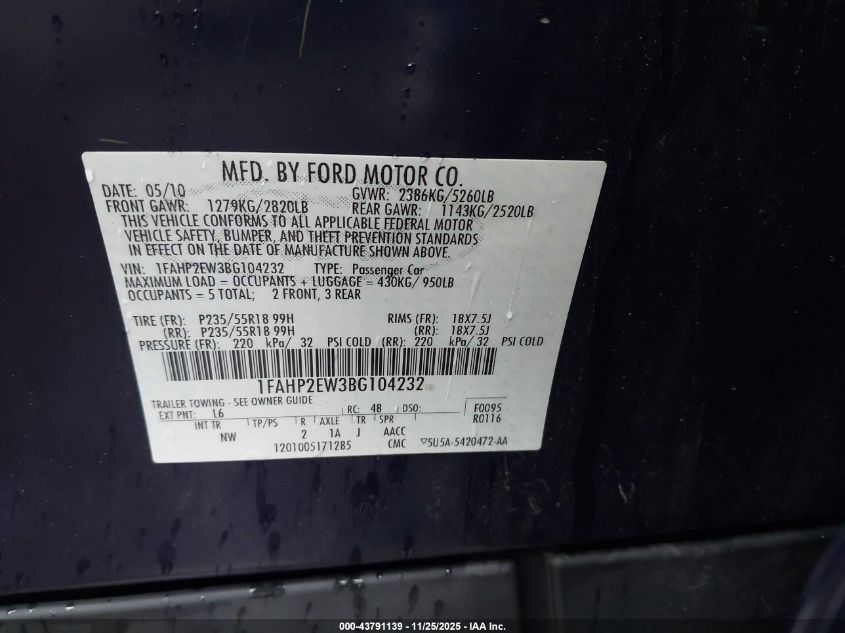 MFD. BY FORD MOTOR CO.
DATE: 05/10 GVWR: 2386KG/5260LB
FRONT GAWR: 1279KG/2820LB REAR GAWR: 1143KG/2520LB
THIS VEHICLE CONFORMS TO ALL APPLICABLE FEDERAL MOTOR
VEHICLE SAFETY, BUMPER, AND THEFT PREVENTION STANDARDS
IN EFFECT ON THE DATE OF MANUFACTURE SHOWN ABOVE.
VIN: 1FAHP2EW3BG104232 TYPE: Passenger Car
MAXIMUM LOAD = OCCUPANTS + LUGGAGE = 430KG/ 950LB
OCCUPANTS = 5 TOTAL; 2 FRONT, 3 REAR
TIRE (FR): P235/55R18 99H RIMS (FR): 18X7.5J
(RR): P235/55R18 99H (RR): 18X7.5J
PRESSURE (FR): 220 kPa/ 32 PSI COLD (RR): 220 kPa/ 32 PSI COLD
1FAHP2EW3BG104232
TRAILER TOWING - SEE OWNER GUIDE
EXT PNT: L6 RC: 4B DSO: F0095
INT TR TP/PS R AXLE TR SPR R0116
NW 2 1A J AACC
1201005171285 CMC ▽5U5A-5420472-AA
000-43791139 - 11/25/2025 - IAA Inc.